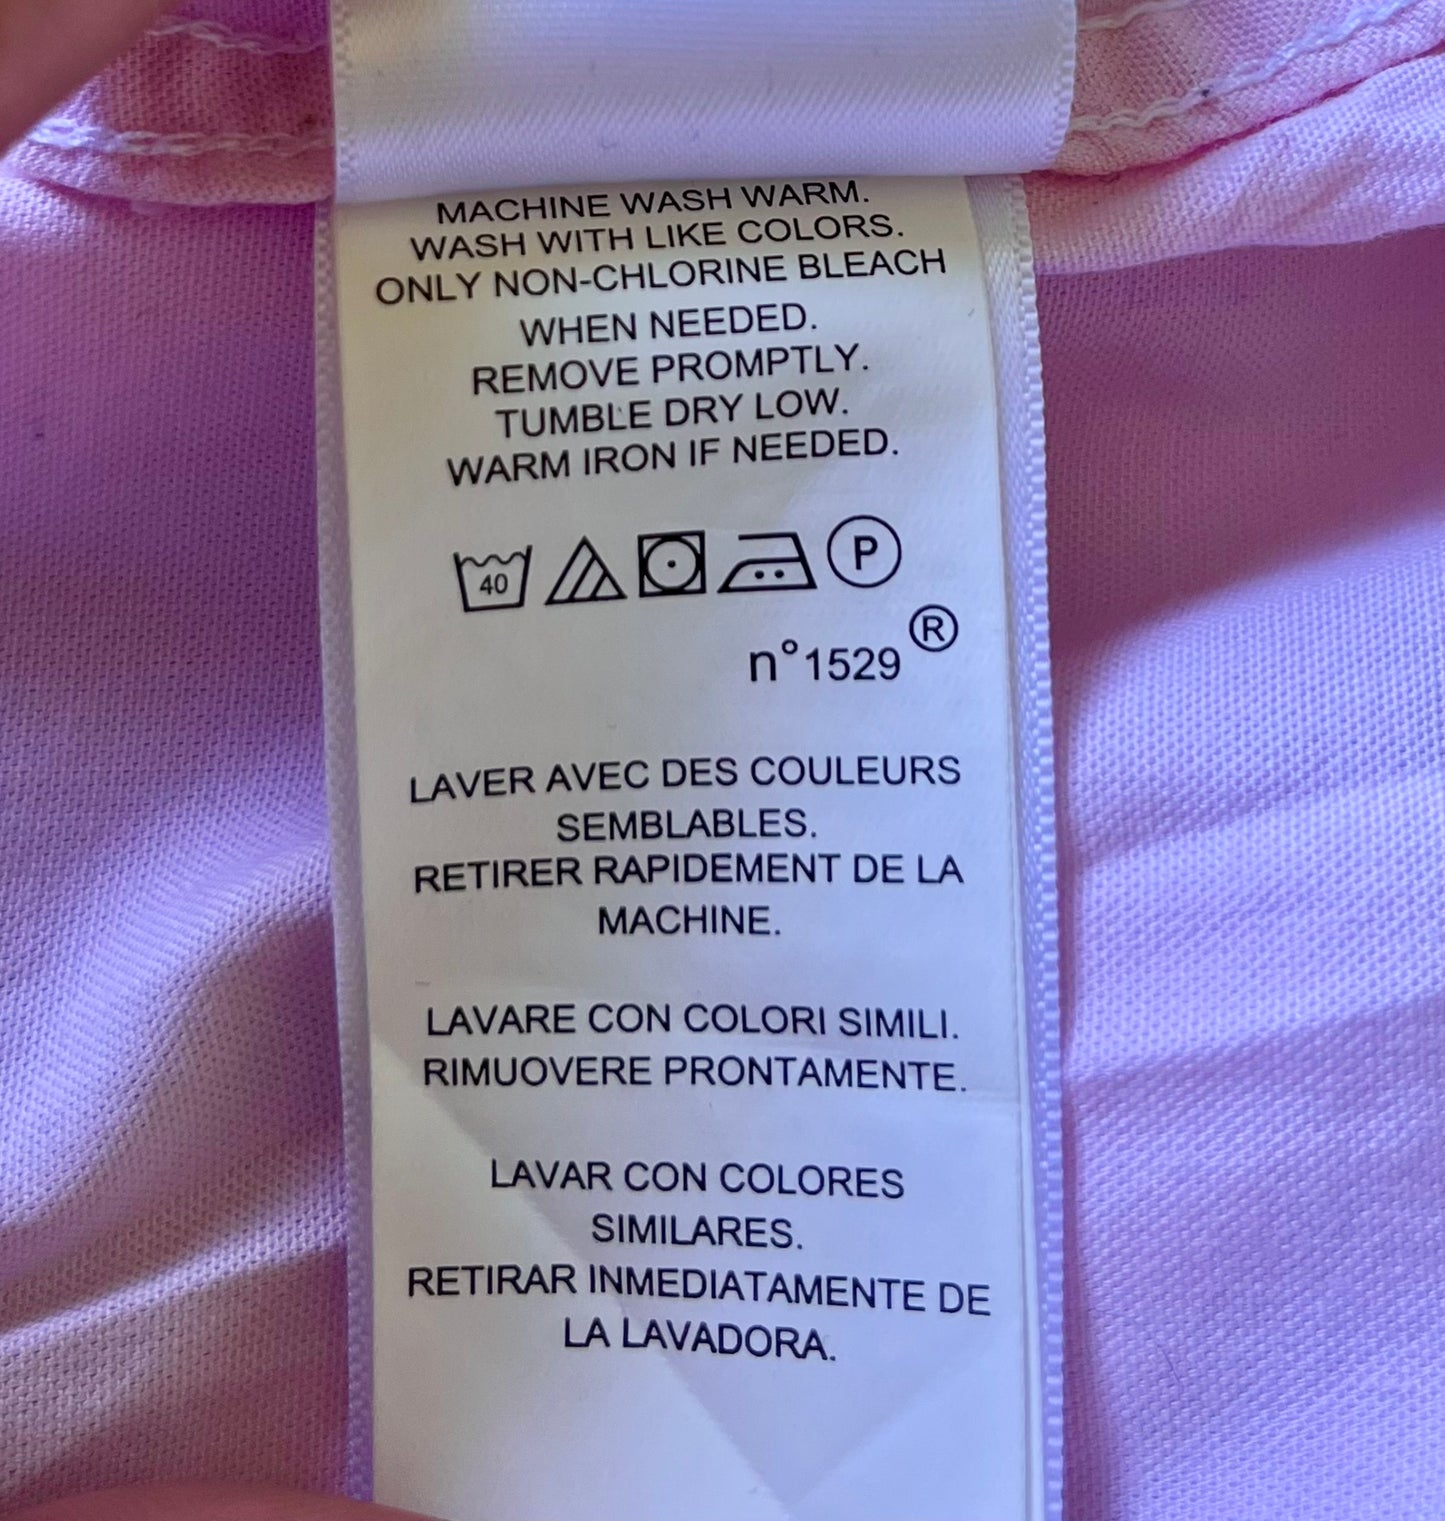 MACHINE WASH WARM.
WASH WITH LIKE COLORS.
ONLY NON-CHLORINE BLEACH
WHEN NEEDED.
REMOVE PROMPTLY.
TUMBLE DRY LOW.
WARM IRON IF NEEDED.
40 P
n°1529®
LAVER AVEC DES COULEURS
SEMBLABLES.
RETIRER RAPIDEMENT DE LA
MACHINE.
LAVARE CON COLORI SIMILI.
RIMUOVERE PRONTAMENTE.
LAVAR CON COLORES
SIMILARES.
RETIRAR INMEDIATAMENTE DE
LA LAVADORA.